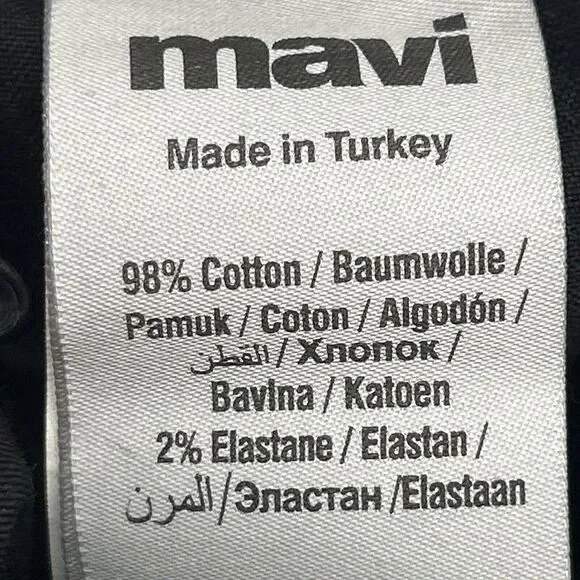 mavi
Made in Turkey
98% Cotton / Baumwolle /
Pamuk / Coton / Algodón /
القطن / Хлопок /
Bavlna / Katoen
2% Elastane / Elastan /
المرن/Эластан /Elastaan